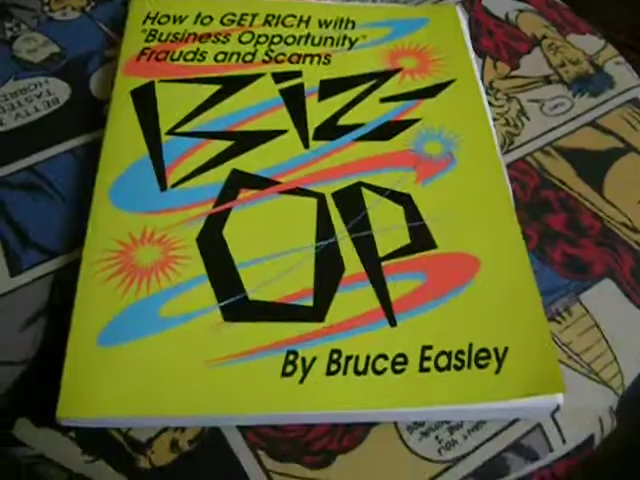 How to GET RICH with
"Business Opportunity"
Frauds and Scams
Biz-
Op
By Bruce Easley